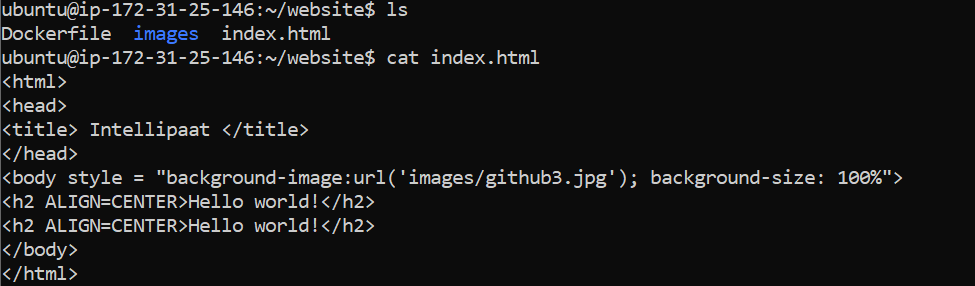 ubuntu@ip-172-31-25-146:~/website$ ls
Dockerfile  images  index.html
ubuntu@ip-172-31-25-146:~/website$ cat index.html
<html>
<head>
<title> Intellipaat </title>
</head>
<body style = "background-image:url('images/github3.jpg'); background-size: 100%">
<h2 ALIGN=CENTER>Hello world!</h2>
<h2 ALIGN=CENTER>Hello world!</h2>
</body>
</html>